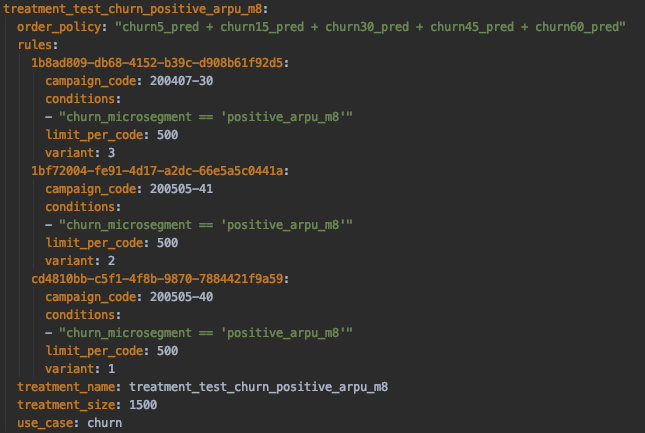 treatment_test_churn_positive_arpu_m8:
order_policy: "churn5_pred + churn15_pred + churn30_pred + churn45_pred + churn60_pred"
rules:
1b8ad809-db68-4152-b39c-d908b61f92d5:
campaign_code: 200407-30
conditions:
- "churn_microsegment == 'positive_arpu_m8'"
limit_per_code: 500
variant: 3
1bf72004-fe91-4d17-a2dc-66e5a5c0441a:
campaign_code: 200505-41
conditions:
- "churn_microsegment == 'positive_arpu_m8'"
limit_per_code: 500
variant: 2
cd4810bb-c5f1-4f8b-9870-7884421f9a59:
campaign_code: 200505-40
conditions:
- "churn_microsegment == 'positive_arpu_m8'"
limit_per_code: 500
variant: 1
treatment_name: treatment_test_churn_positive_arpu_m8
treatment_size: 1500
use_case: churn